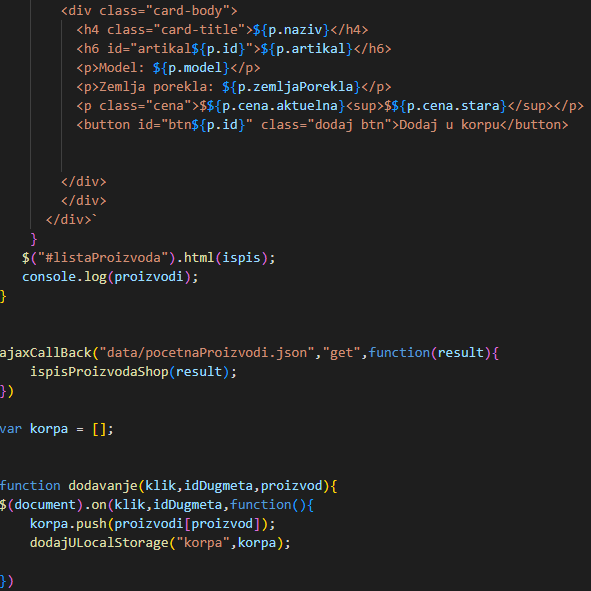 <div class="card-body">
<h4 class="card-title">${p.naziv}</h4>
<h6 id="artikal${p.id}">${p.artikal}</h6>
<p>Model: ${p.model}</p>
<p>Zemlja porekla: ${p.zemljaPorekla}</p>
<p class="cena">$${p.cena.aktuelna}<sup>$${p.cena.stara}</sup></p>
<button id="btn${p.id}" class="dodaj btn">Dodaj u korpu</button>
</div>
</div>
</div>`
}
$("#listaProizvoda").html(ispis);
console.log(proizvodi);
}
ajaxCallBack("data/pocetnaProizvodi.json","get",function(result){
ispisProizvodaShop(result);
})
var korpa = [];
function dodavanje(klik,idDugmeta,proizvod){
$(document).on(klik,idDugmeta,function(){
korpa.push(proizvodi[proizvod]);
dodajULocalStorage("korpa",korpa);
})